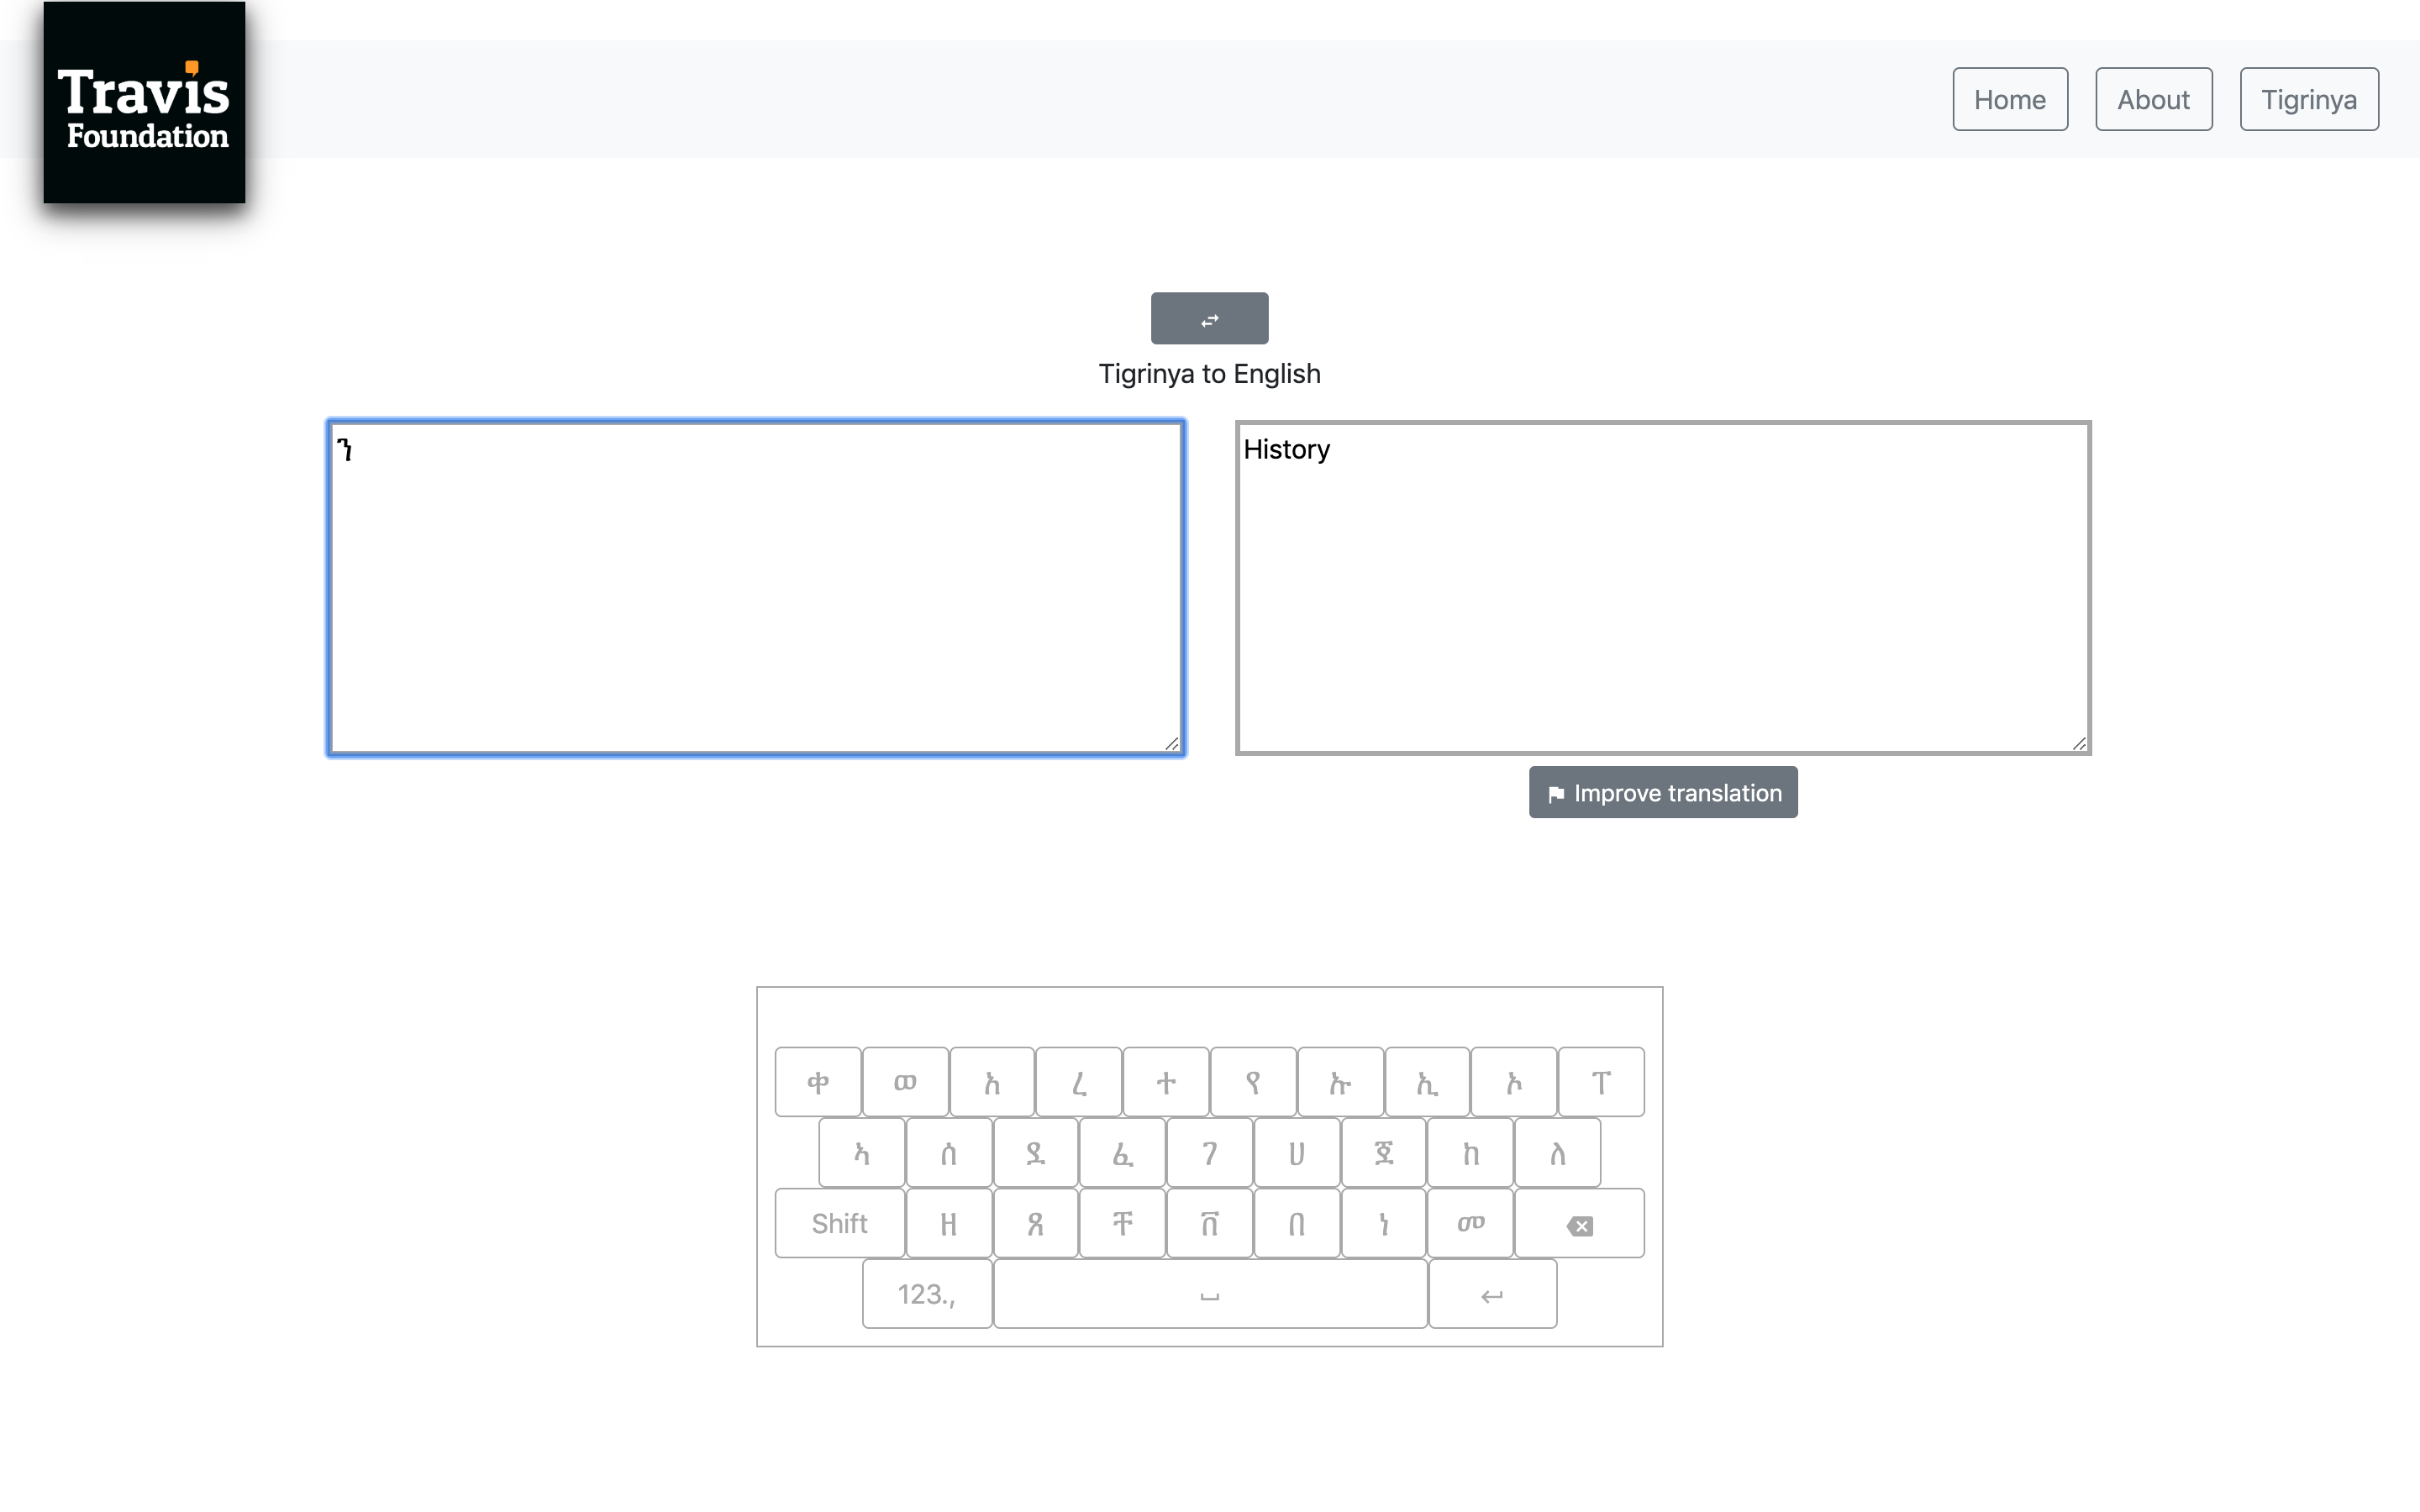 Travis
Foundation
Home
About
Tigrinya
Tigrinya to English
ን
History
Improve translation
ቀ ወ እ ረ ተ የ ኡ ኢ ኦ ፐ
ኣ ሰ ደ ፈ ገ ሀ ጀ ከ ለ
Shift ዘ ጸ ቸ ቨ በ ነ መ
123.,